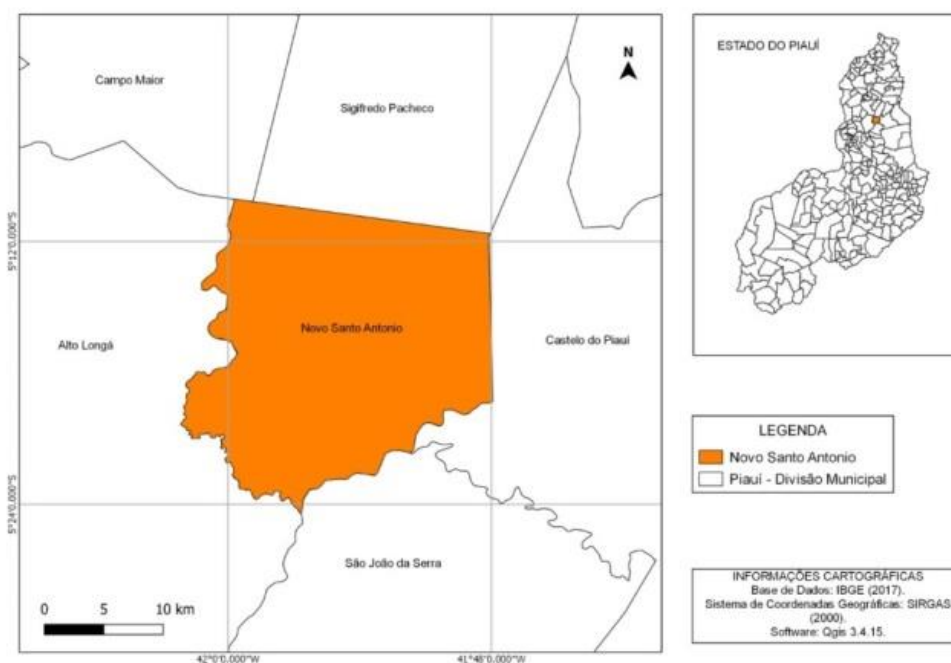 Campo Maior
N
Sigifredo Pacheco
5°12'0.000"S
Novo Santo Antonio
Alto Longá
Castelo do Piauí
5°24'0.000"S
São João da Serra
0 5 10 km
42°0'0.000"W
41°48'0.000"W
ESTADO DO PIAUÍ
LEGENDA
Novo Santo Antonio
Piauí - Divisão Municipal
INFORMAÇÕES CARTOGRÁFICAS
Base de Dados: IBGE (2017).
Sistema de Coordenadas Geográficas: SIRGAS
(2000).
Software: Qgis 3.4.15.